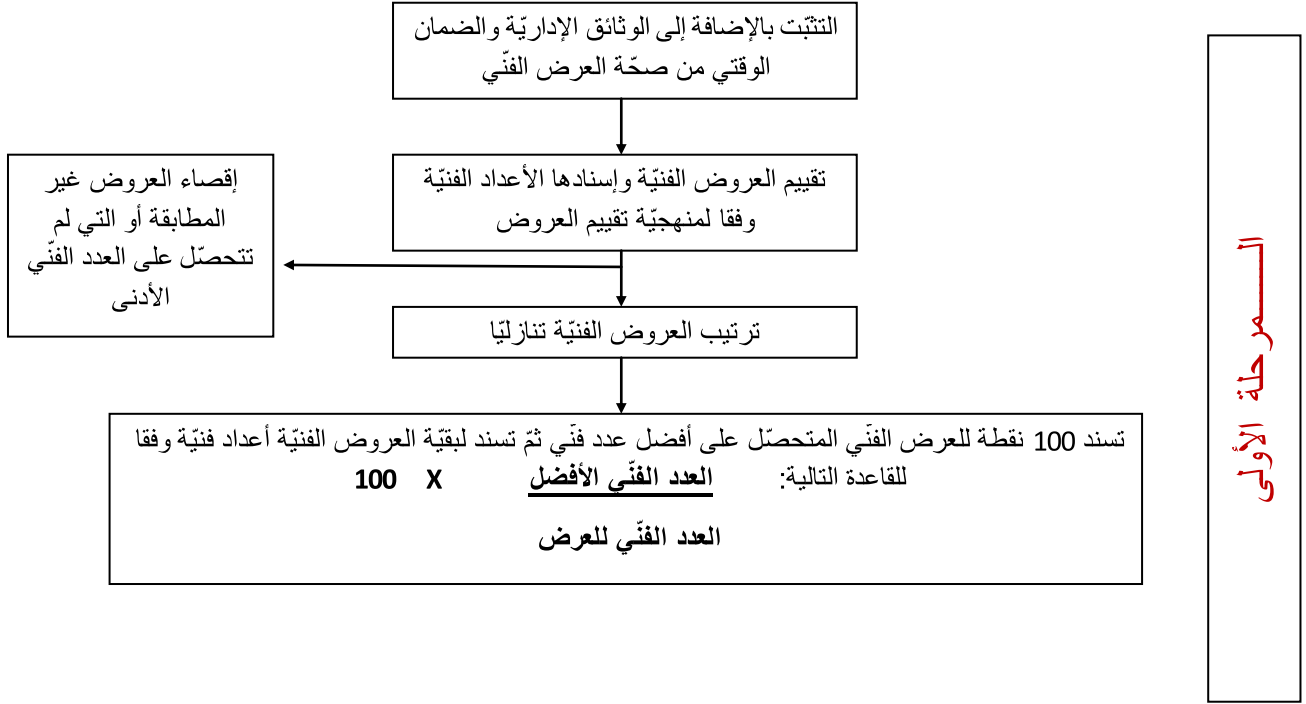 التثبّت بالإضافة إلى الوثائق الإداريّة والضمان
الوقتي من صحّة العرض الفنّي
تقييم العروض الفنيّة وإسنادها الأعداد الفنيّة
وفقا لمنهجيّة تقييم العروض
إقصاء العروض غير
المطابقة أو التي لم
تتحصّل على العدد الفنّي
الأدنى
ترتيب العروض الفنيّة تنازليّا
تسند 100 نقطة للعرض الفنّي المتحصّل على أفضل عدد فنّي ثمّ تسند لبقيّة العروض الفنيّة أعداد فنيّة وفقا
للقاعدة التالية: العدد الفنّي الأفضل X 100
العدد الفنّي للعرض
الـــــمرحلة الأولى